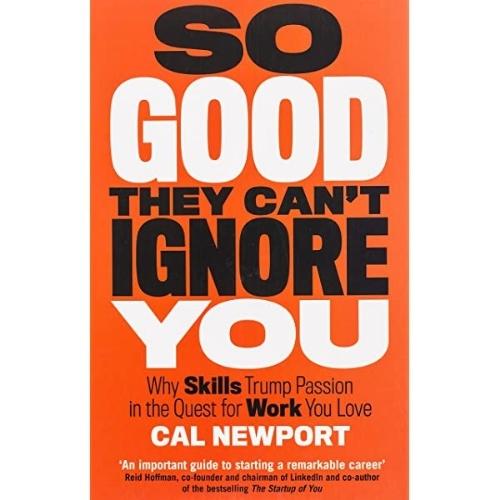 SO
GOOD
THEY CAN'T
IGNORE
YOU
Why Skills Trump Passion
in the Quest for Work You Love
CAL NEWPORT
'An important guide to starting a remarkable career'
Reid Hoffman, co-founder and chairman of LinkedIn and co-author
of the bestselling The Startup of You